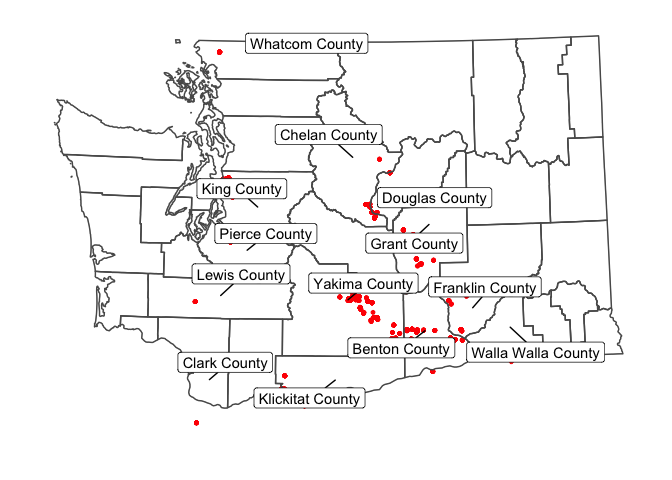 Whatcom County
Chelan County
King County
Douglas County
Pierce County
Grant County
Lewis County
Yakima County
Franklin County
Benton County
Walla Walla County
Clark County
Klickitat County